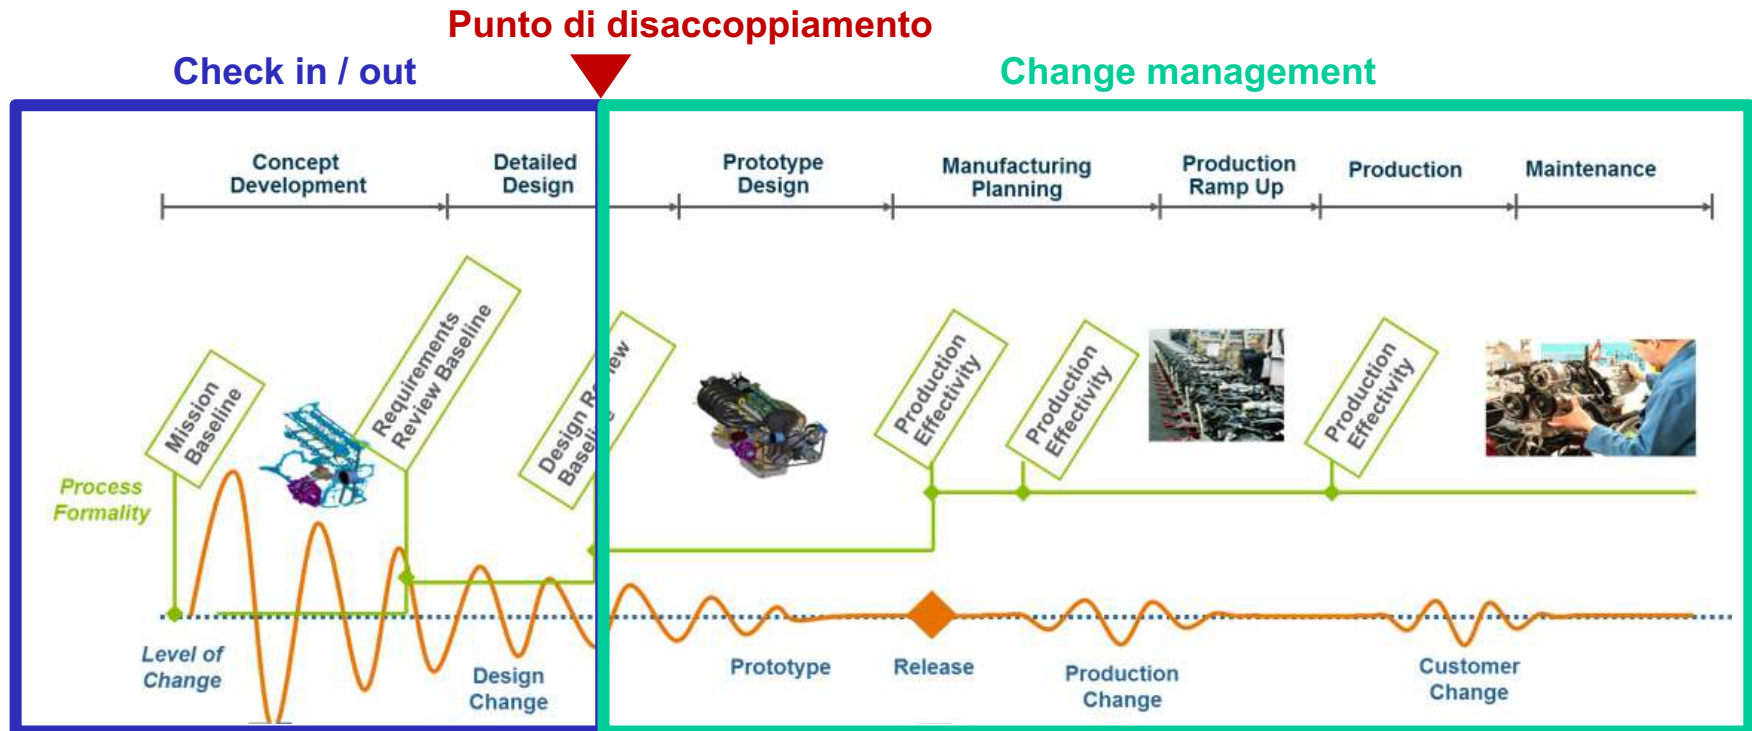 Punto di disaccoppiamento
Check in / out
Change management
Concept
Development
Detailed
Design
Prototype
Design
Manufacturing
Planning
Production
Ramp Up
Production
Maintenance
Mission
Baseline
Requirements
Review Baseline
Design Review
Production
Effectivity
Production
Effectivity
Production
Effectivity
Process
Formality
Level of
Change
Design
Change
Prototype
Release
Production
Change
Customer
Change